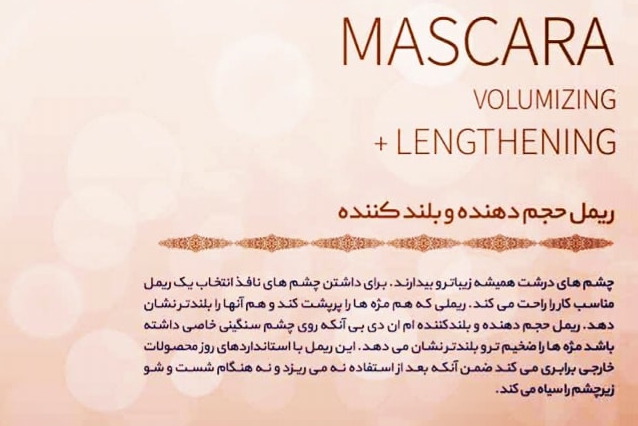 MASCARA
VOLUMIZING
+ LENGTHENING
ریمل حجم دهنده و بلند کننده
چشم های درشت همیشه زیباترو بیدارند. برای داشتن چشم های نافذ انتخاب یک ریمل
مناسب کار را راحت می کند. ریملی که هم مژه ها را پرپشت کند و هم آنها را بلندتر نشان
دهد. ریمل حجم دهنده و بلندکننده ام ان دی بی آنکه روی چشم سنگینی خاصی داشته
باشد مژه ها را ضخیم ترو بلندتر نشان می دهد. این ریمل با استانداردهای روز محصولات
خارجی برابری می کند ضمن آنکه بعد از استفاده نه می ریزد و نه هنگام شست و شو
زیرچشم را سیاه می کند.